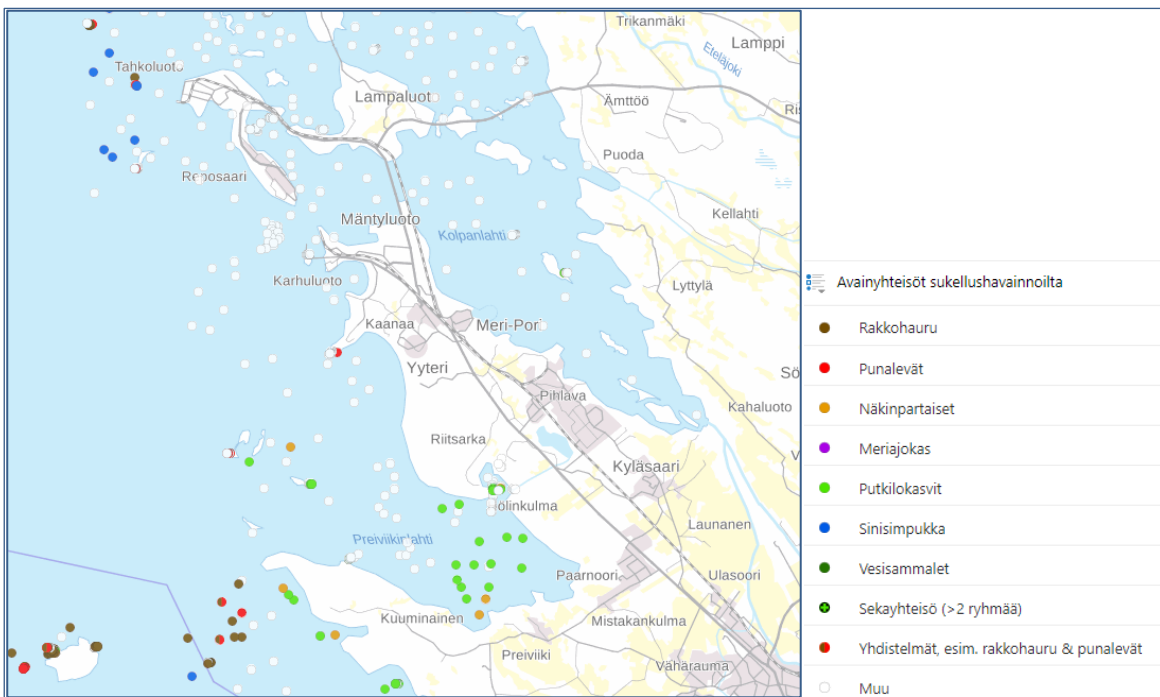 Trikanmäki
Lamppi
Eteläjoki
Tahkoluoto
Lampaluot
Ämttöö
Ris
Puoda
Reposaari
Kellahti
Mäntyluoto
Kolpanlahti
Karhuluoto
Lyttylä
Kaanaa
Meri-Pori
Yyteri
Sö
Pihlava
Kahaluoto
Riitsarka
V
Kyläsaari
ölinkulma
Launanen
Preiviikinlahti
Paarnoori
Ulasoori
Kuuminainen
Mistakankulma
Preiviiki
Väharauma
Avainyhteisöt sukellushavainnoilta
Rakkohauru
Punalevät
Näkinpartaiset
Meriajokas
Putkilokasvit
Sinisimpukka
Vesisammalet
Sekayhteisö (>2 ryhmää)
Yhdistelmät, esim. rakkohauru & punalevät
Muu